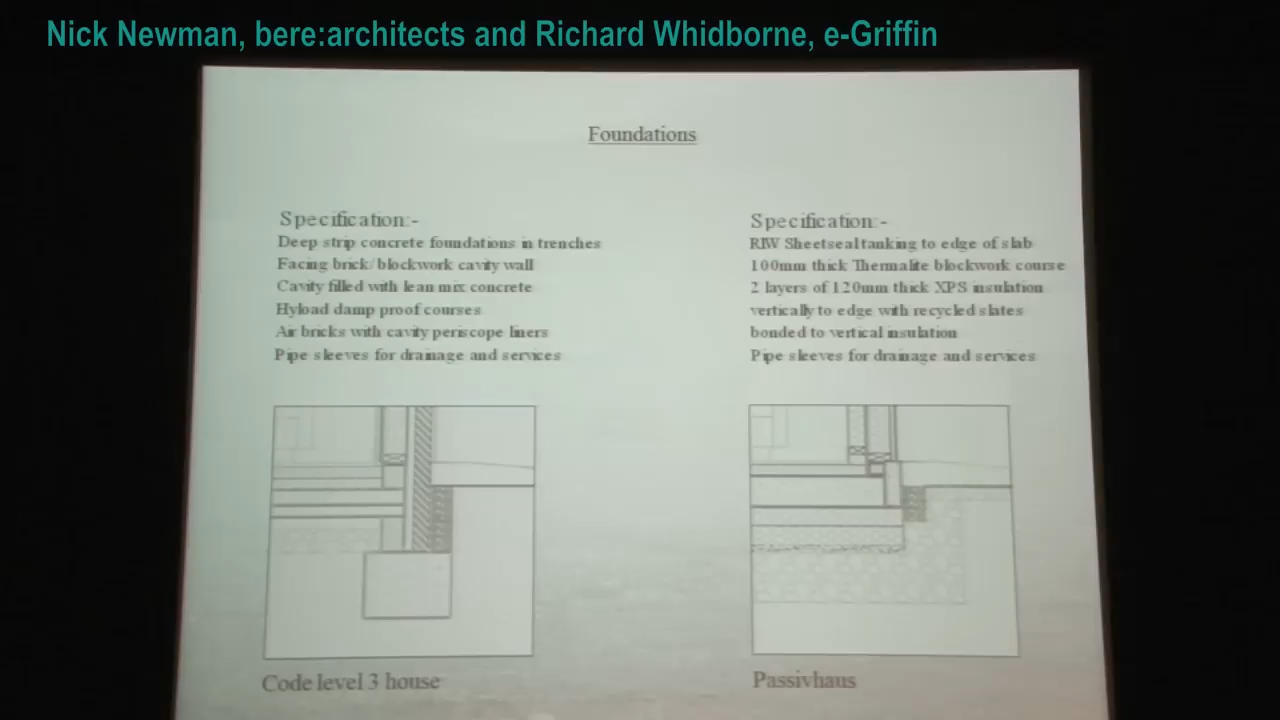 Nick Newman, bere:architects and Richard Whidborne, e-Griffin
Foundations
Specification:-
Deep strip concrete foundations in trenches
Facing brick/blockwork cavity wall
Cavity filled with lean mix concrete
Hyload damp proof courses
Air bricks with cavity periscope liners
Pipe sleeves for drainage and services
Code level 3 house
Specification:-
RIW Sheetseal tanking to edge of slab
100mm thick Thermalite blockwork course
2 layers of 120mm thick XPS insulation
vertically to edge with recycled slates
bonded to vertical insulation
Pipe sleeves for drainage and services
Passivhaus